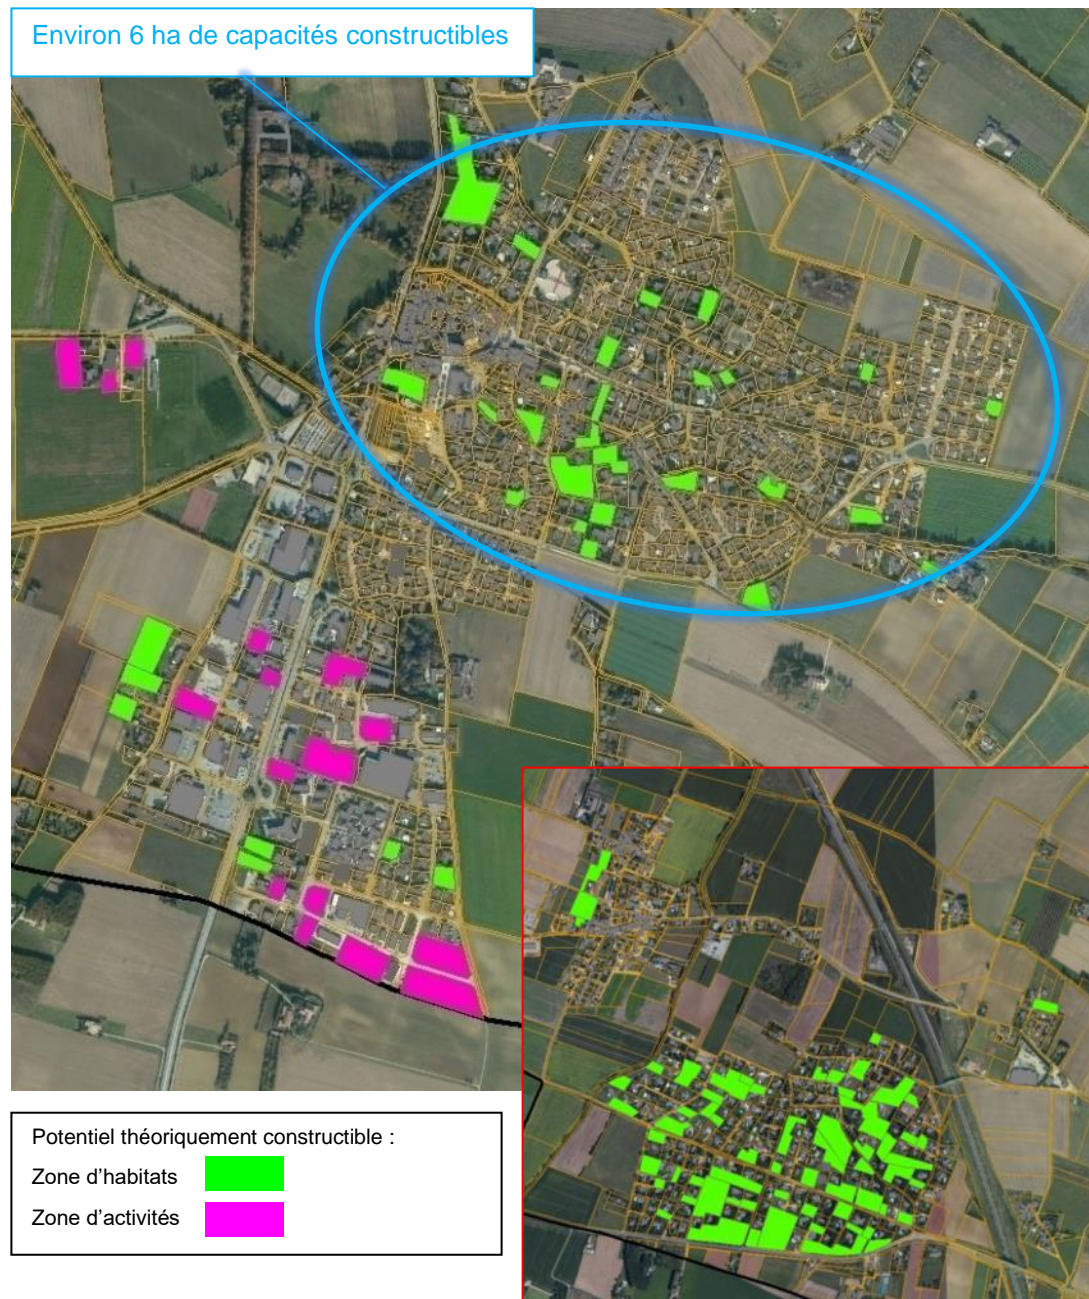 Environ 6 ha de capacités constructibles
Potentiel théoriquement constructible :
Zone d'habitats
Zone d'activités